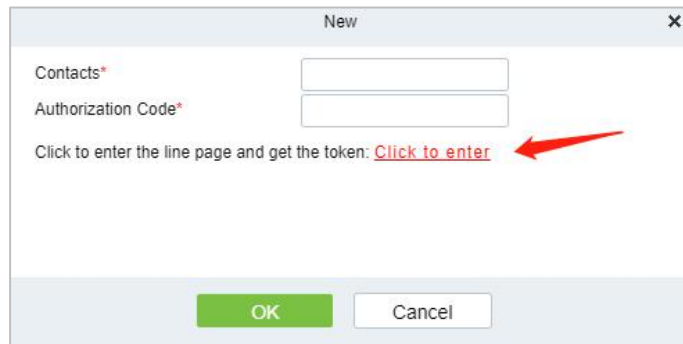 New
Contacts*
Authorization Code*
Click to enter the line page and get the token: Click to enter
OK Cancel